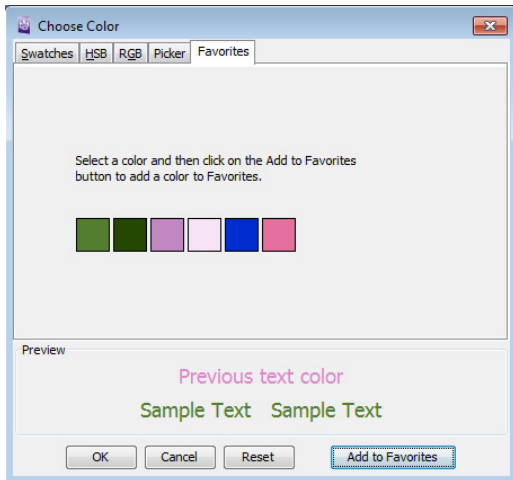 Choose Color
Swatches HSB RGB Picker Favorites
Select a color and then click on the Add to Favorites
button to add a color to Favorites.
Preview
Previous text color
Sample Text Sample Text
OK Cancel Reset Add to Favorites